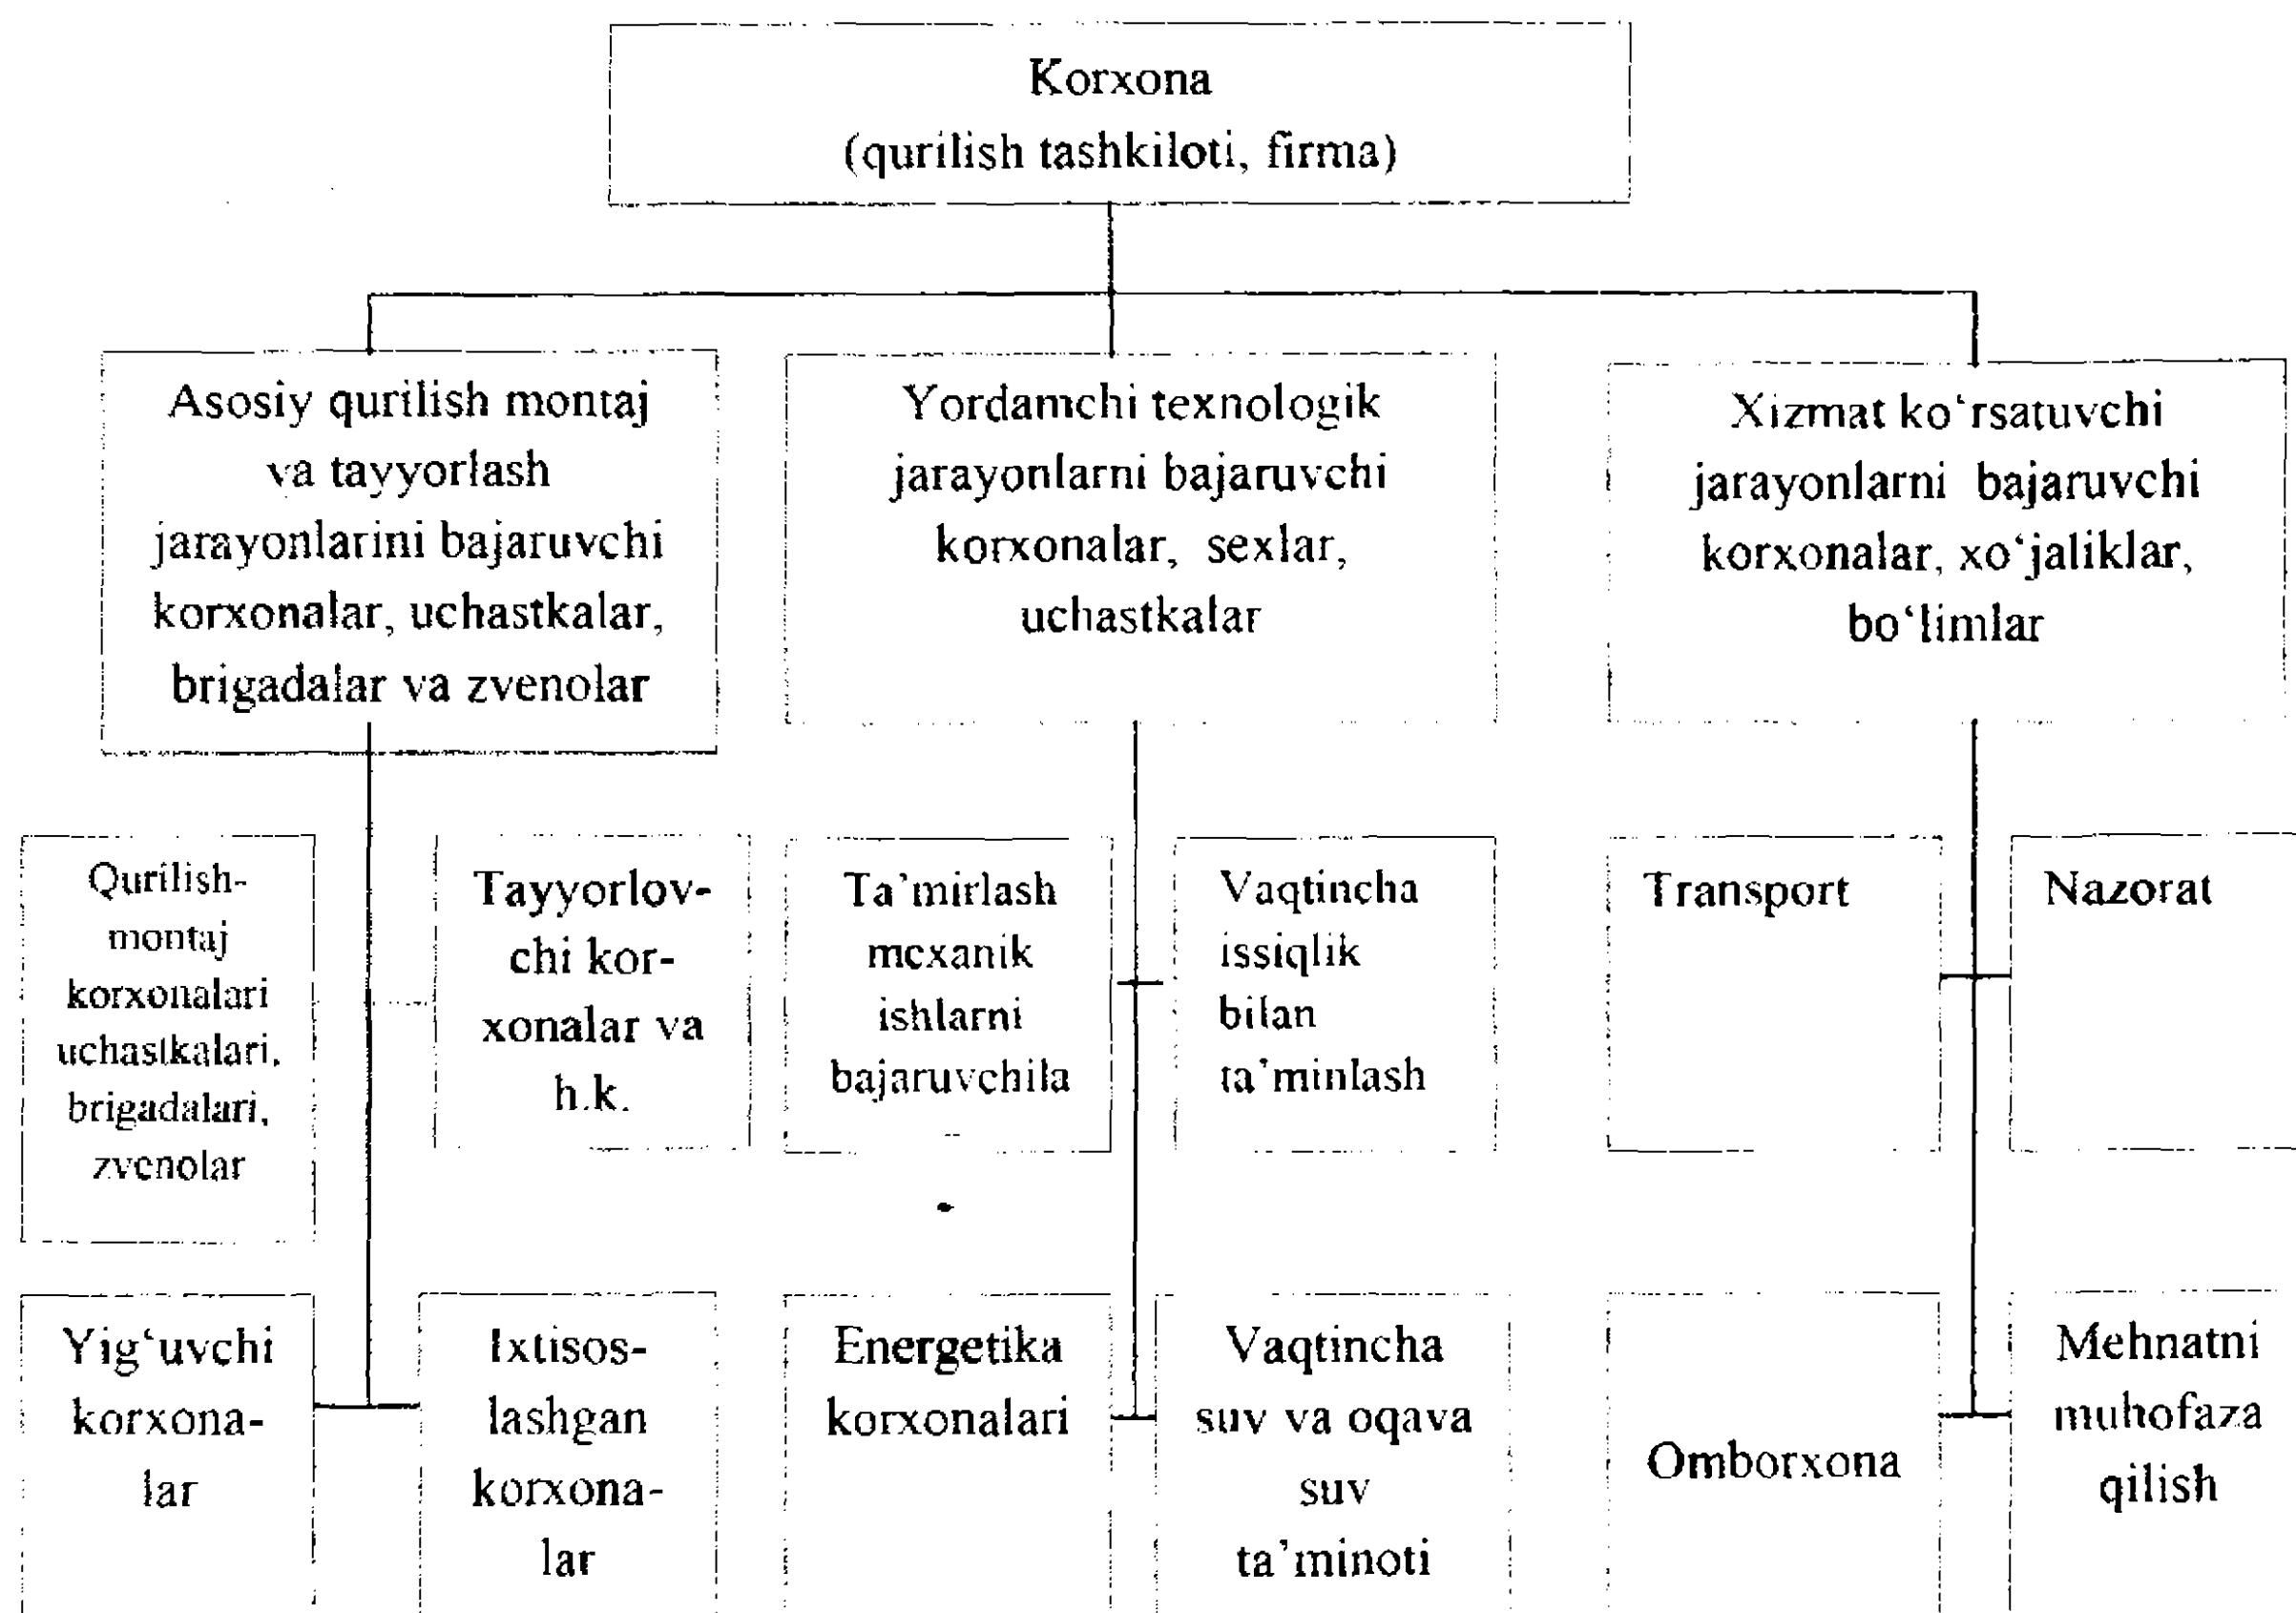 Korxona
(qurilish tashkiloti, firma)
Asosiy qurilish montaj
va tayyorlash
jarayonlarini bajaruvchi
korxonalar, uchastkalar,
brigadalar va zvenolar
Yordamchi texnologik
jarayonlarni bajaruvchi
korxonalar, sexlar,
uchastkalar
Xizmat ko‘rsatuvchi
jarayonlarni bajaruvchi
korxonalar, xo‘jaliklar,
bo‘limlar
Qurilish-
montaj
korxonalari
uchastkalari,
brigadalari,
zvenolar
Tayyorlov-
chi kor-
xonalar va
h.k.
Ta’mirlash
mexanik
ishlarni
bajaruvchila
Vaqtincha
issiqlik
bilan
ta’minlash
Transport
Nazorat
Yig‘uvchi
korxona-
lar
Ixtisos-
lashgan
korxona-
lar
Energetika
korxonalari
Vaqtincha
suv va oqava
suv
ta’minoti
Omborxona
Mehnatni
muhofaza
qilish